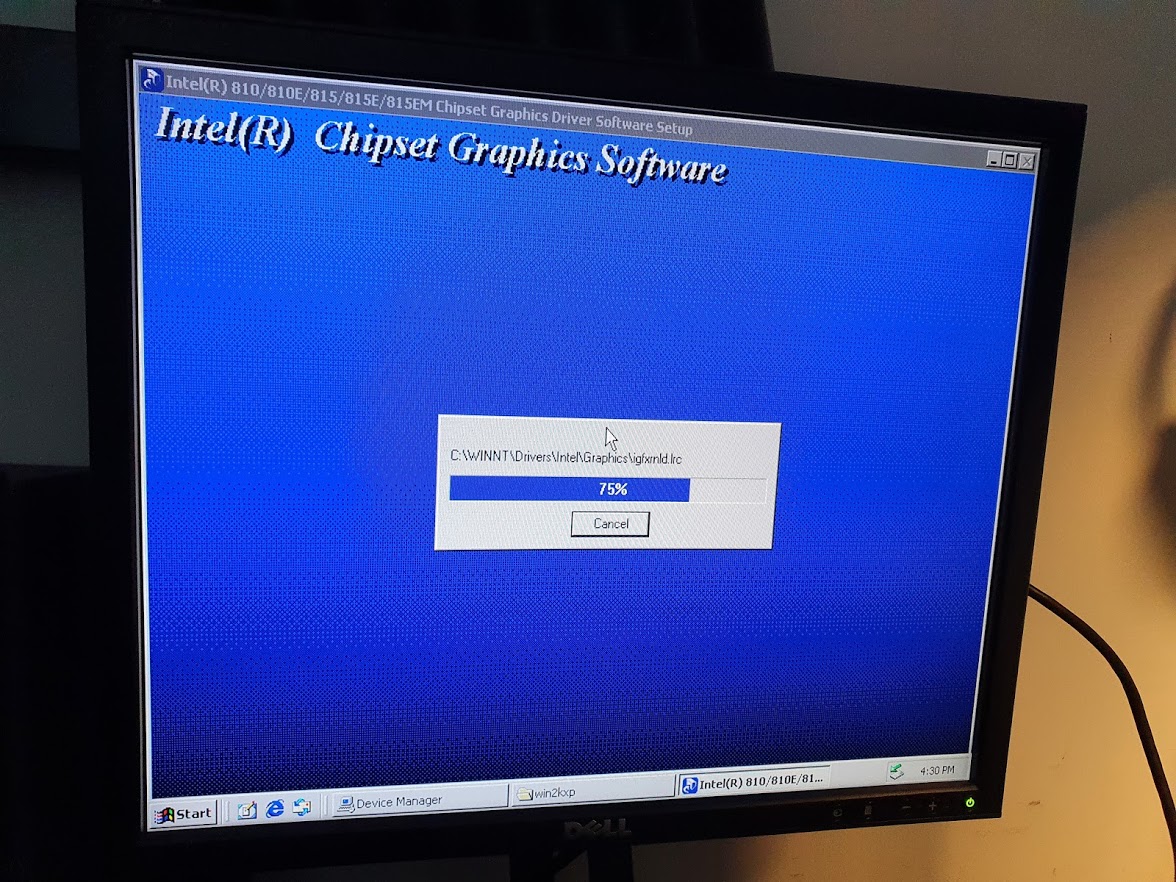 Intel(R) 810/810E/815/815E/815EM Chipset Graphics Driver Software Setup
Intel(R) Chipset Graphics Software
C:\WINNT\Drivers\Intel\Graphics\igfxrnld.lrc
75%
Cancel
Start
Device Manager
win2kxp
Intel(R) 810/810E/81...
4:30 PM
DELL